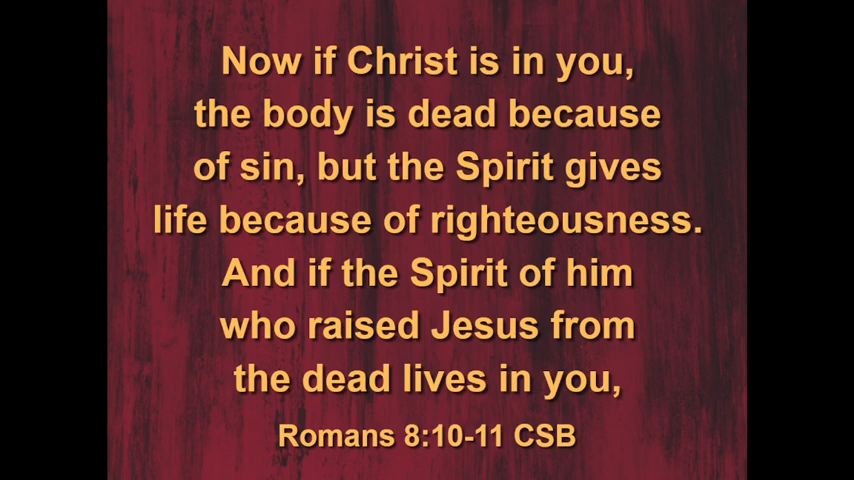 Now if Christ is in you,
the body is dead because
of sin, but the Spirit gives
life because of righteousness.
And if the Spirit of him
who raised Jesus from
the dead lives in you,
Romans 8:10-11 CSB